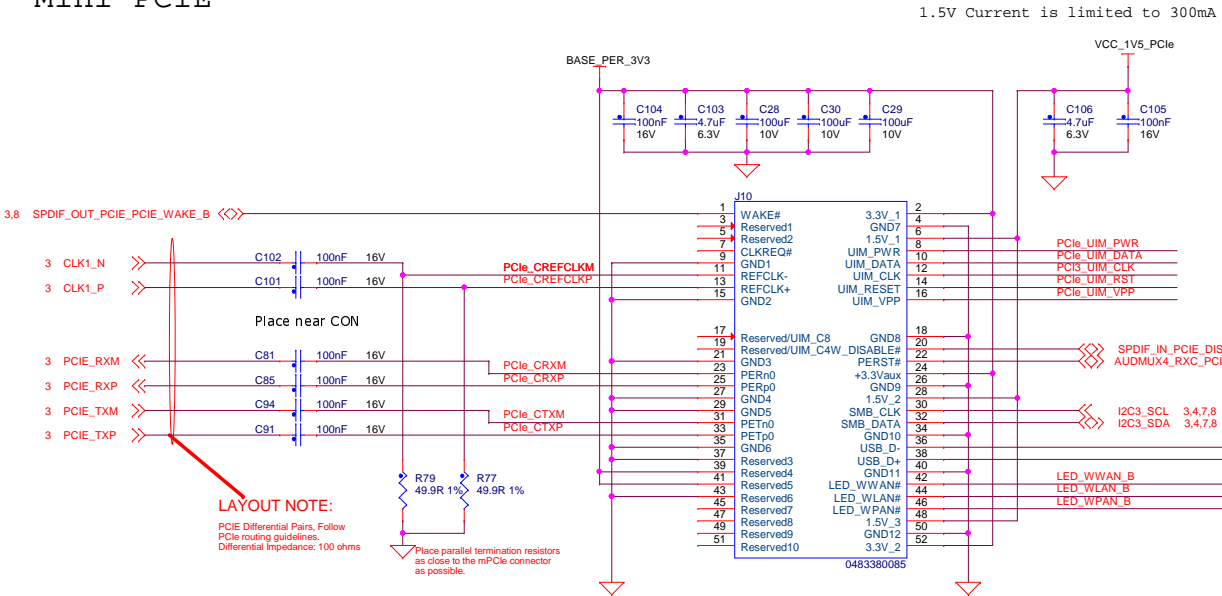 Mini PCIE
1.5V Current is limited to 300mA
VCC_1V5_PCIe
BASE_PER_3V3
C104
100nF
16V
C103
4.7uF
6.3V
C28
100uF
10V
C30
100uF
10V
C29
100uF
10V
C106
4.7uF
6.3V
C105
100nF
16V
J10
3,8 SPDIF_OUT_PCIE_PCIE_WAKE_B
1 WAKE# 3.3V_1 2
3 Reserved1 GND7 4
5 Reserved2 1.5V_1 6
7 CLKREQ# UIM_PWR 8 PCIe_UIM_PWR
9 GND1 UIM_DATA 10 PCIe_UIM_DATA
11 REFCLK- UIM_CLK 12 PCI3_UIM_CLK
13 REFCLK+ UIM_RESET 14 PCIe_UIM_RST
15 GND2 UIM_VPP 16 PCIe_UIM_VPP
3 CLK1_N C102 100nF 16V PCIe_CREFCLKM
3 CLK1_P C101 100nF 16V PCIe_CREFCLKP
Place near CON
17 Reserved/UIM_C8 GND8 18
19 Reserved/UIM_C4 W_DISABLE# 20 SPDIF_IN_PCIE_DIS
21 GND3 PERST# 22 AUDMUX4_RXC_PCI
23 PERn0 +3.3Vaux 24
25 PERp0 GND9 26
27 GND4 1.5V_2 28
29 GND5 SMB_CLK 30 I2C3_SCL 3,4,7,8
31 PETn0 SMB_DATA 32 I2C3_SDA 3,4,7,8
33 PETp0 GND10 34
35 GND6 USB_D- 36
37 Reserved3 USB_D+ 38
39 Reserved4 GND11 40
41 Reserved5 LED_WWAN# 42 LED_WWAN_B
43 Reserved6 LED_WLAN# 44 LED_WLAN_B
45 Reserved7 LED_WPAN# 46 LED_WPAN_B
47 Reserved8 1.5V_3 48
49 Reserved9 GND12 50
51 Reserved10 3.3V_2 52
0483380085
3 PCIE_RXM C81 100nF 16V PCIe_CRXM
3 PCIE_RXP C85 100nF 16V PCIe_CRXP
3 PCIE_TXM C94 100nF 16V PCIe_CTXM
3 PCIE_TXP C91 100nF 16V PCIe_CTXP
R79
49.9R 1%
R77
49.9R 1%
LAYOUT NOTE:
PCIE Differential Pairs, Follow
PCIe routing guidelines.
Differential Impedance: 100 ohms
Place parallel termination resistors
as close to the mPCIe connector
as possible.